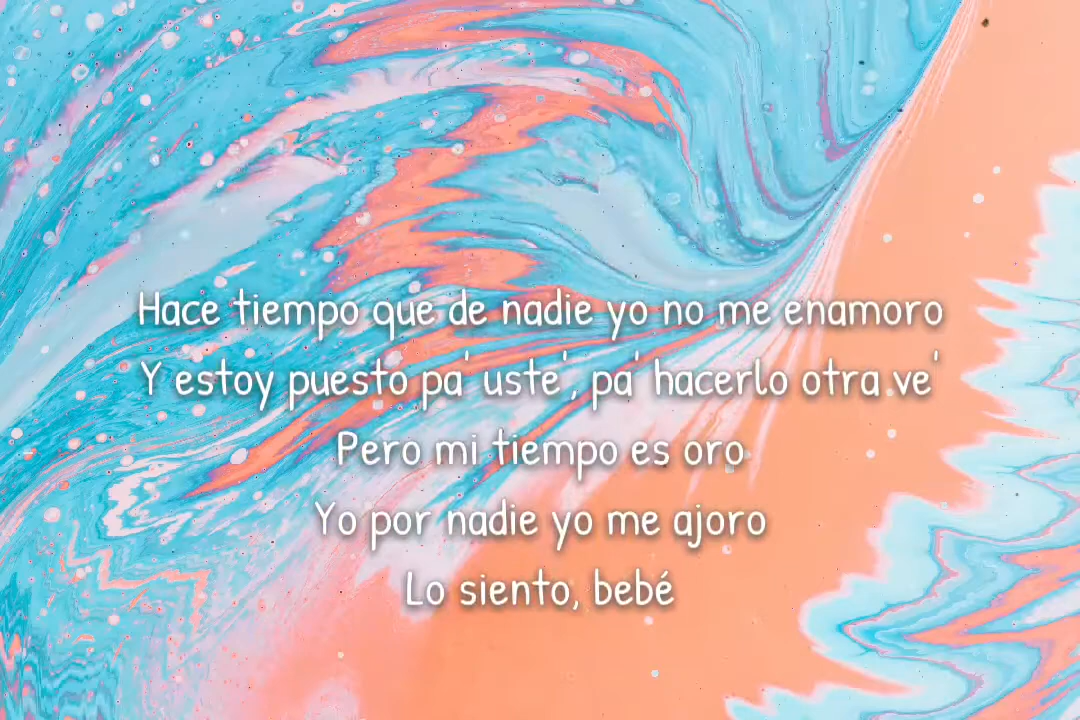 Hace tiempo que de nadie yo no me enamoro
Y estoy puesto pa' uste', pa' hacerlo otra ve'
Pero mi tiempo es oro
Yo por nadie yo me ajoro
Lo siento, bebé